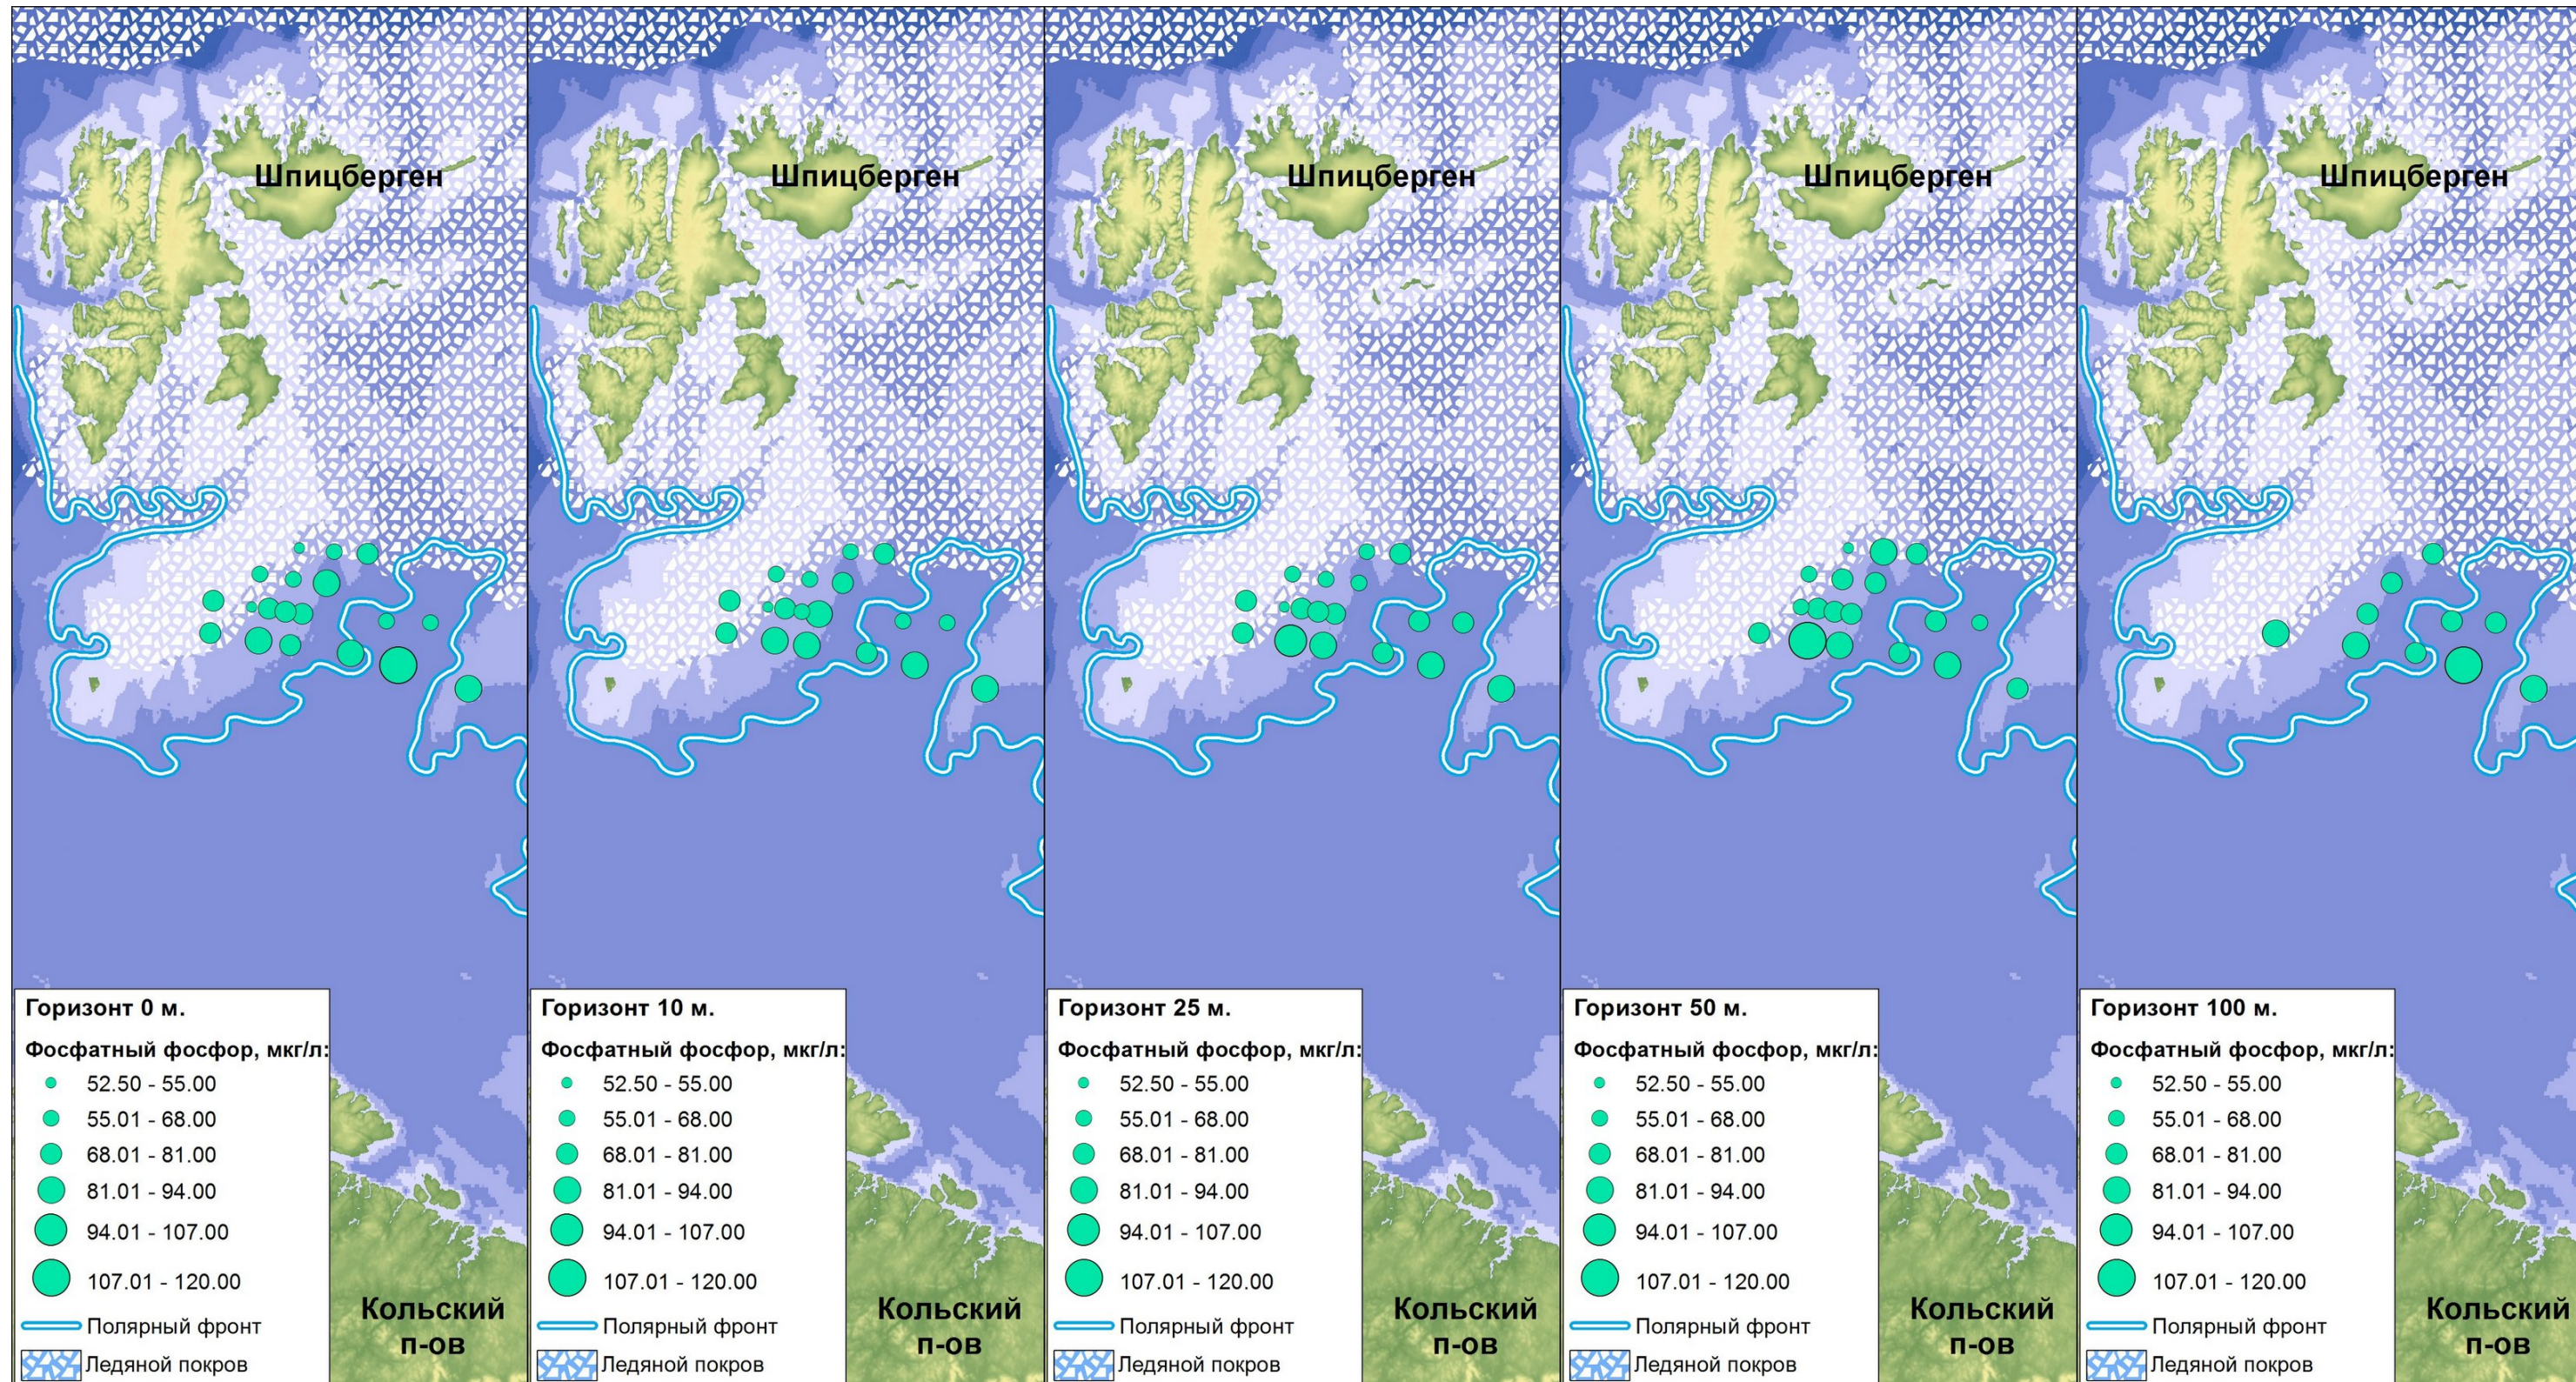 Шпицберген
Горизонт 0 м.
Фосфатный фосфор, мкг/л:
52.50 - 55.00
55.01 - 68.00
68.01 - 81.00
81.01 - 94.00
94.01 - 107.00
107.01 - 120.00
Полярный фронт
Ледяной покров
Кольский
п-ов
Шпицберген
Горизонт 10 м.
Фосфатный фосфор, мкг/л:
52.50 - 55.00
55.01 - 68.00
68.01 - 81.00
81.01 - 94.00
94.01 - 107.00
107.01 - 120.00
Полярный фронт
Ледяной покров
Кольский
п-ов
Шпицберген
Горизонт 25 м.
Фосфатный фосфор, мкг/л:
52.50 - 55.00
55.01 - 68.00
68.01 - 81.00
81.01 - 94.00
94.01 - 107.00
107.01 - 120.00
Полярный фронт
Ледяной покров
Кольский
п-ов
Шпицберген
Горизонт 50 м.
Фосфатный фосфор, мкг/л:
52.50 - 55.00
55.01 - 68.00
68.01 - 81.00
81.01 - 94.00
94.01 - 107.00
107.01 - 120.00
Полярный фронт
Ледяной покров
Кольский
п-ов
Шпицберген
Горизонт 100 м.
Фосфатный фосфор, мкг/л:
52.50 - 55.00
55.01 - 68.00
68.01 - 81.00
81.01 - 94.00
94.01 - 107.00
107.01 - 120.00
Полярный фронт
Ледяной покров
Кольский
п-ов